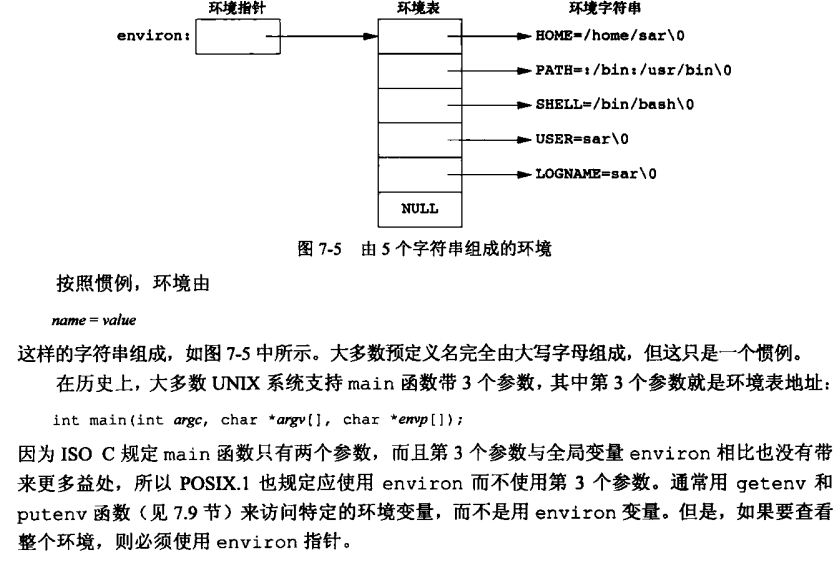 环境指针 环境表 环境字符串
environ: HOME=/home/sar\0
PATH=:/bin:/usr/bin\0
SHELL=/bin/bash\0
USER=sar\0
LOGNAME=sar\0
NULL
图 7-5 由 5 个字符串组成的环境
按照惯例，环境由
name = value
这样的字符串组成，如图 7-5 中所示。大多数预定义名完全由大写字母组成，但这只是一个惯例。
在历史上，大多数 UNIX 系统支持 main 函数带 3 个参数，其中第 3 个参数就是环境表地址：
int main(int argc, char *argv[], char *envp[]);
因为 ISO C 规定 main 函数只有两个参数，而且第 3 个参数与全局变量 environ 相比也没有带
来更多益处，所以 POSIX.1 也规定应使用 environ 而不使用第 3 个参数。通常用 getenv 和
putenv 函数（见 7.9 节）来访问特定的环境变量，而不是用 environ 变量。但是，如果要查看
整个环境，则必须使用 environ 指针。